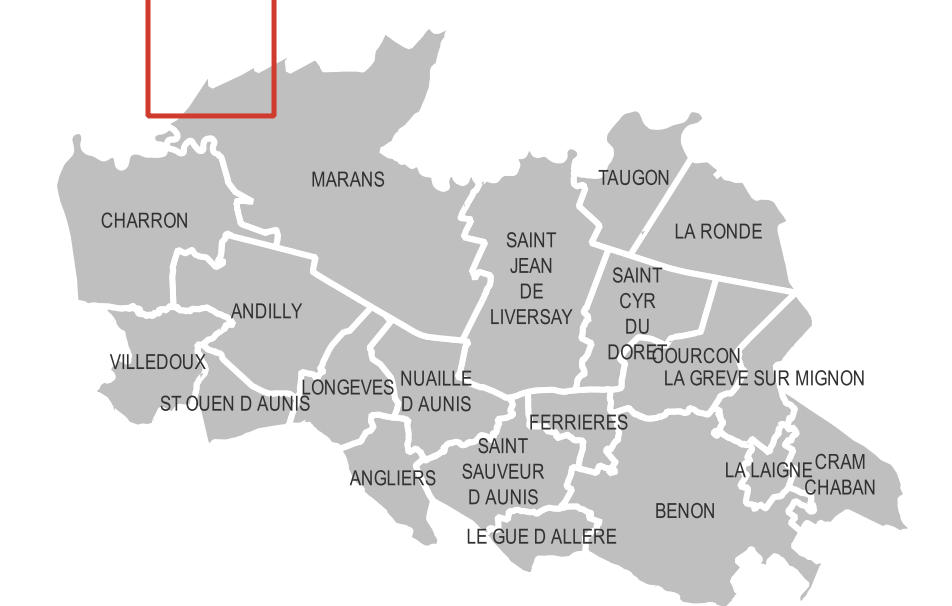 MARANS
TAUGON
CHARRON
LA RONDE
SAINT
JEAN
DE
LIVERSAY
SAINT
CYR
DU
DORET
ANDILLY
COURCON
VILLEDOUX
LA GREVE SUR MIGNON
LONGEVES
NUAILLE
D AUNIS
ST OUEN D AUNIS
FERRIERES
SAINT
SAUVEUR
D AUNIS
ANGLIERS
LA LAIGNE
CRAM
CHABAN
BENON
LE GUE D ALLERE